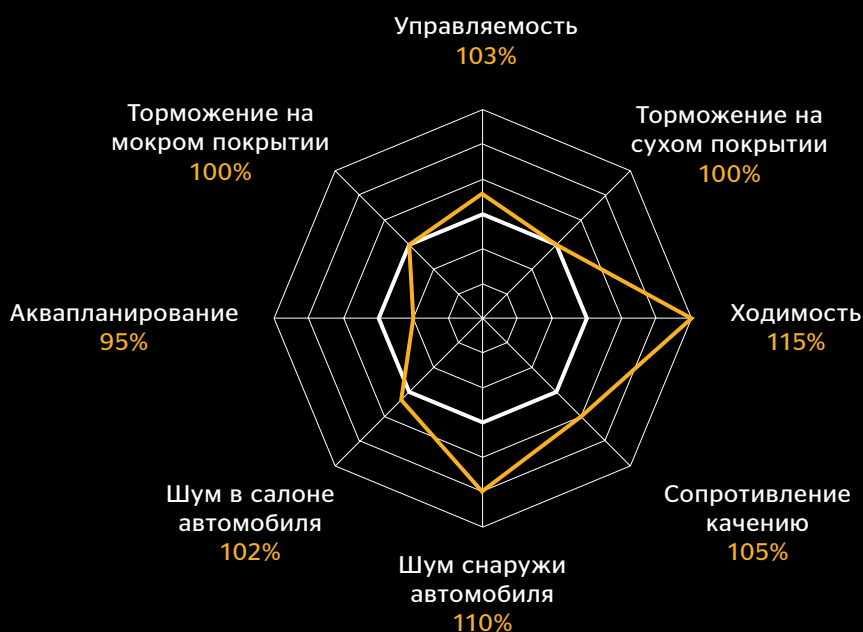 Управляемость
103%
Торможение на
мокром покрытии
100%
Торможение на
сухом покрытии
100%
Аквапланирование
95%
Ходимость
115%
Шум в салоне
автомобиля
102%
Сопротивление
качению
105%
Шум снаружи
автомобиля
110%